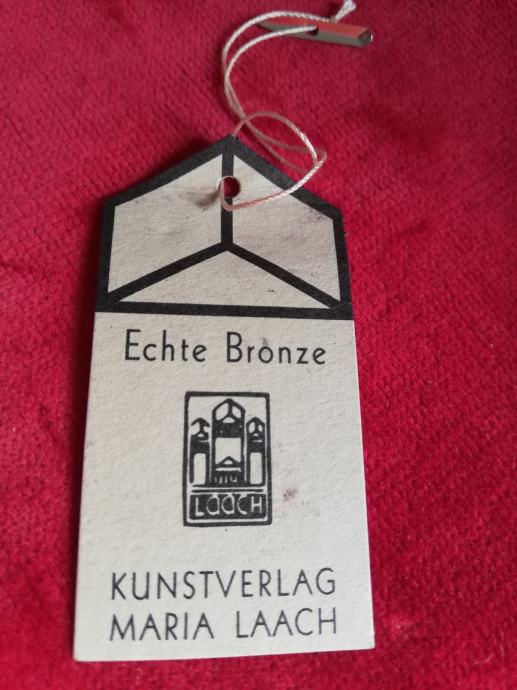 Echte Bronze
LAACH
KUNSTVERLAG
MARIA LAACH